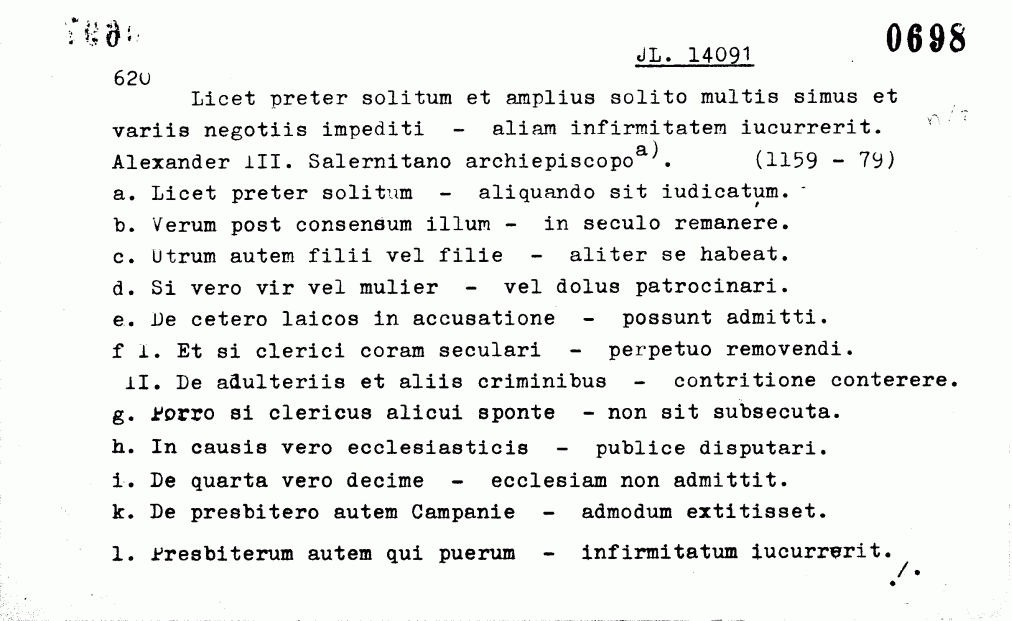 0698
JL. 14091
620
Licet preter solitum et amplius solito multis simus et
variis negotiis impediti - aliam infirmitatem iucurrerit.
Alexander III. Salernitano archiepiscopo a). (1159 - 79)
a. Licet preter solitum - aliquando sit iudicatum.
b. Verum post consensum illum - in seculo remanere.
c. Utrum autem filii vel filie - aliter se habeat.
d. Si vero vir vel mulier - vel dolus patrocinari.
e. De cetero laicos in accusatione - possunt admitti.
f I. Et si clerici coram seculari - perpetuo removendi.
II. De adulteriis et aliis criminibus - contritione conterere.
g. Porro si clericus alicui sponte - non sit subsecuta.
h. In causis vero ecclesiasticis - publice disputari.
i. De quarta vero decime - ecclesiam non admittit.
k. De presbitero autem Campanie - admodum extitisset.
l. Presbiterum autem qui puerum - infirmitatum iucurrerit.
./.